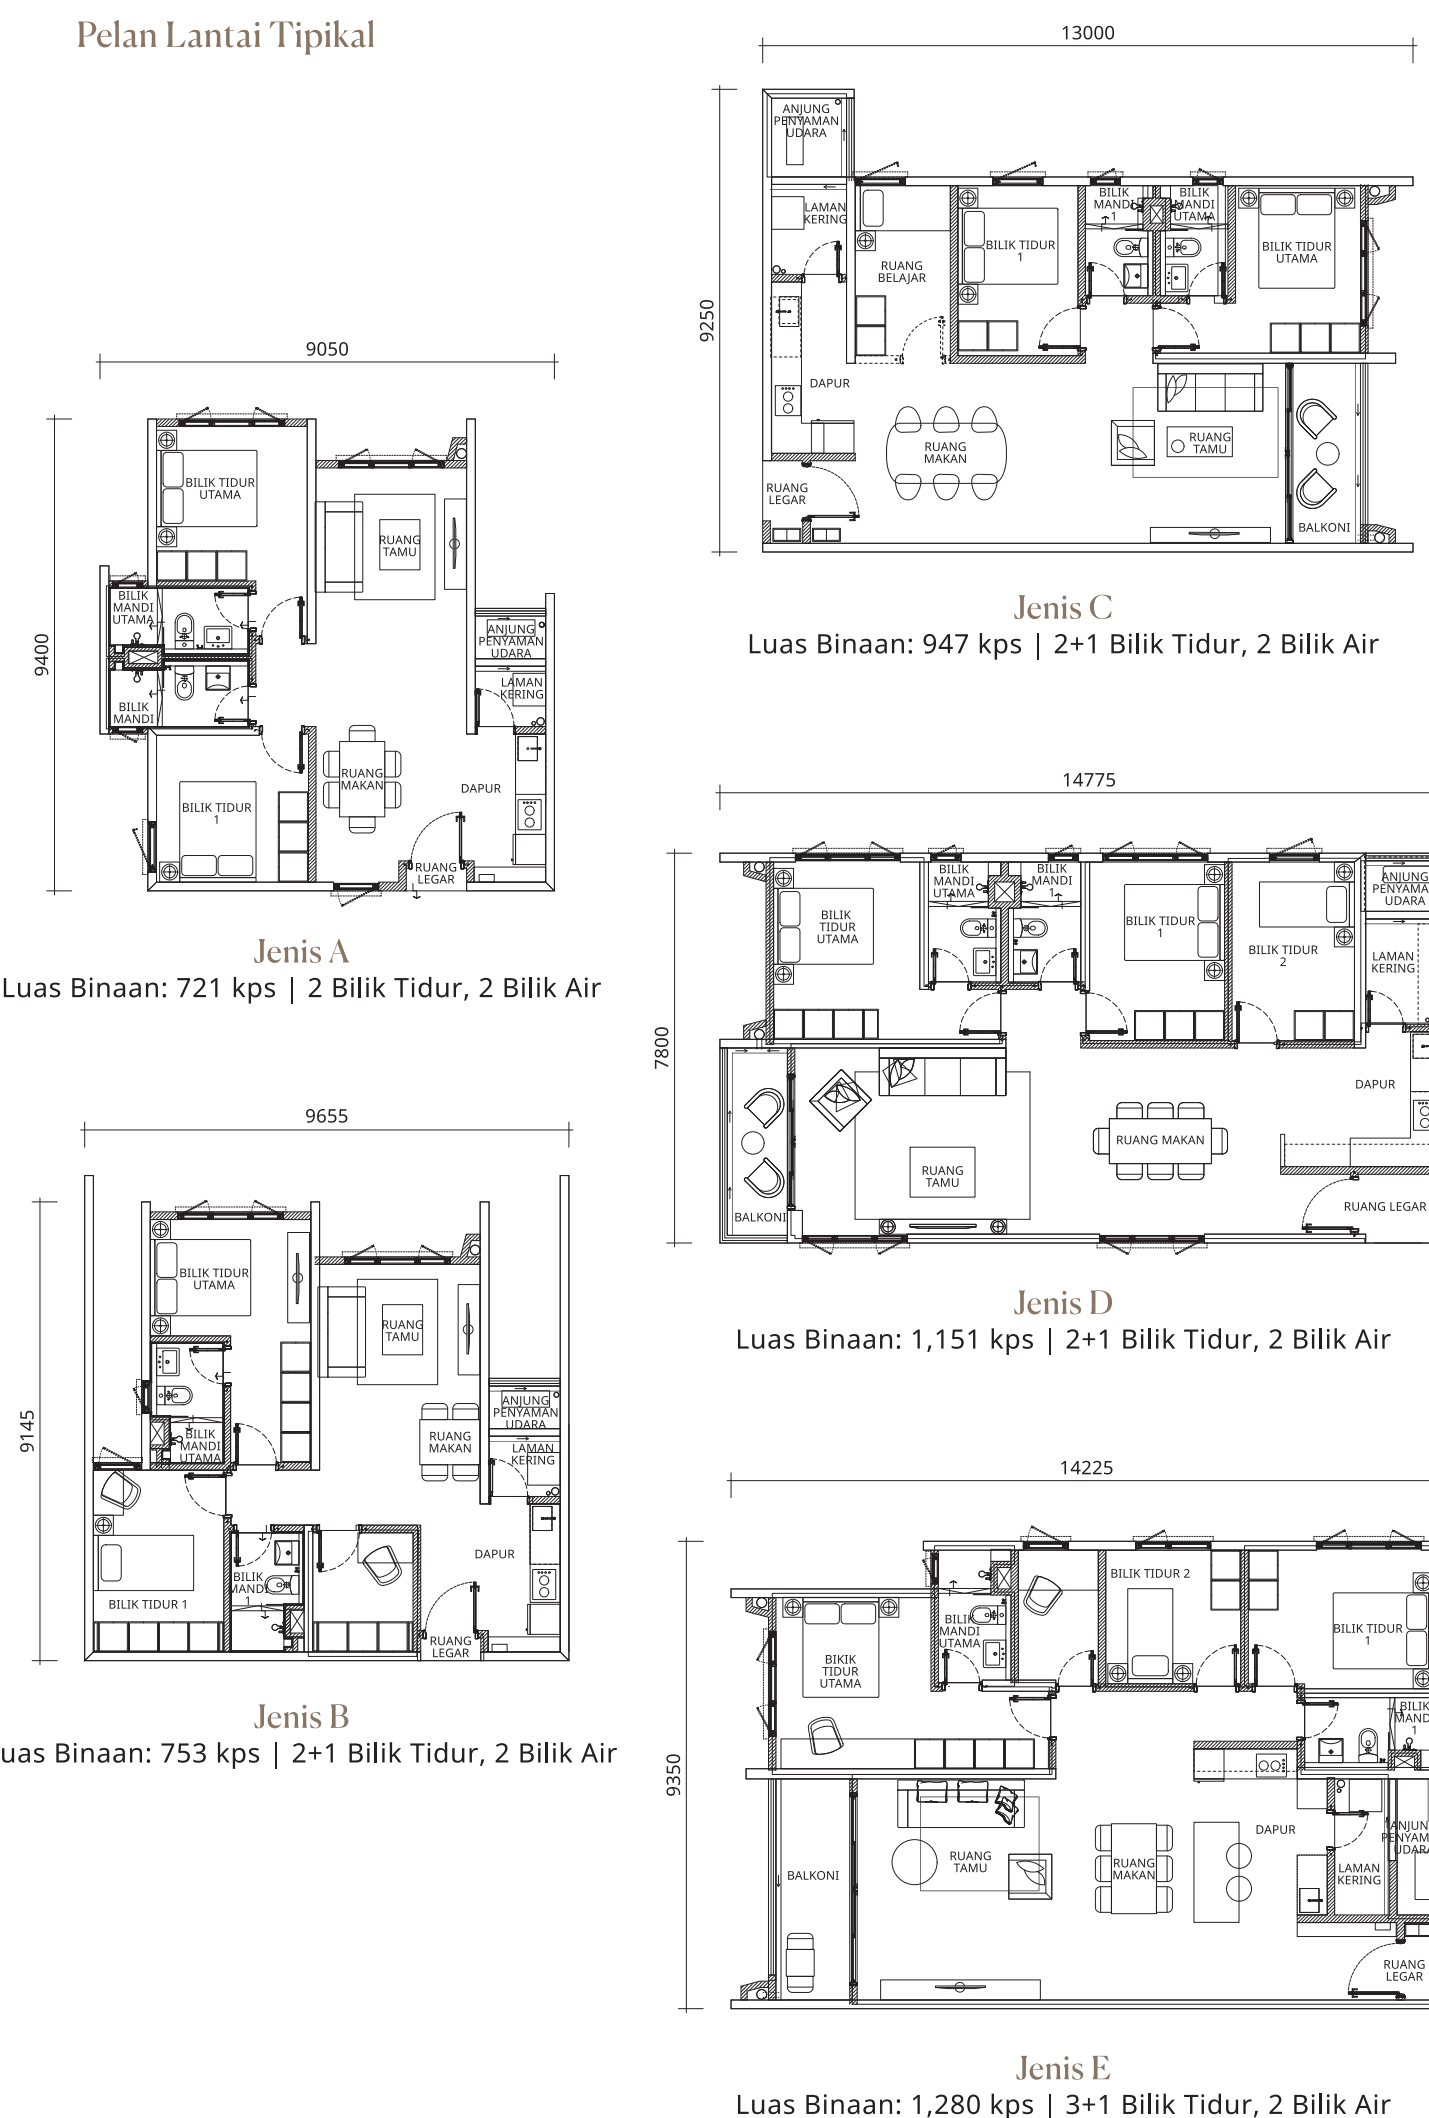 Pelan Lantai Tipikal
9050
9400
BILIK TIDUR
UTAMA
RUANG
TAMU
BILIK
MANDI
UTAMA
ANJUNG
PENYAMAN
UDARA
LAMAN
KERING
BILIK
MANDI
RUANG
MAKAN
DAPUR
BILIK TIDUR
1
RUANG
LEGAR
Jenis A
Luas Binaan: 721 kps | 2 Bilik Tidur, 2 Bilik Air
9655
9145
BILIK TIDUR
UTAMA
RUANG
TAMU
ANJUNG
PENYAMAN
UDARA
RUANG
MAKAN
BILIK
MANDI
UTAMA
LAMAN
KERING
DAPUR
BILIK
MANDI
1
BILIK TIDUR 1
RUANG
LEGAR
Jenis B
uas Binaan: 753 kps | 2+1 Bilik Tidur, 2 Bilik Air
13000
9250
ANJUNG
PENYAMAN
UDARA
LAMAN
KERING
RUANG
BELAJAR
BILIK TIDUR
1
BILIK
MANDI
1
BILIK
MANDI
UTAMA
BILIK TIDUR
UTAMA
DAPUR
RUANG
MAKAN
RUANG
TAMU
RUANG
LEGAR
BALKONI
Jenis C
Luas Binaan: 947 kps | 2+1 Bilik Tidur, 2 Bilik Air
14775
7800
BILIK
TIDUR
UTAMA
BILIK
MANDI
UTAMA
BILIK
MANDI
1
BILIK TIDUR
1
BILIK TIDUR
2
ANJUNG
PENYAMA
UDARA
LAMAN
KERING
DAPUR
RUANG MAKAN
RUANG
TAMU
BALKONI
RUANG LEGAR
Jenis D
Luas Binaan: 1,151 kps | 2+1 Bilik Tidur, 2 Bilik Air
14225
9350
BIKIK
TIDUR
UTAMA
BILIK
MANDI
UTAMA
BILIK TIDUR 2
BILIK TIDUR
1
BILIK
MAND
1
BALKONI
RUANG
TAMU
RUANG
MAKAN
DAPUR
LAMAN
KERING
ANJUN
PENYAM
UDARA
RUANG
LEGAR
Jenis E
Luas Binaan: 1,280 kps | 3+1 Bilik Tidur, 2 Bilik Air